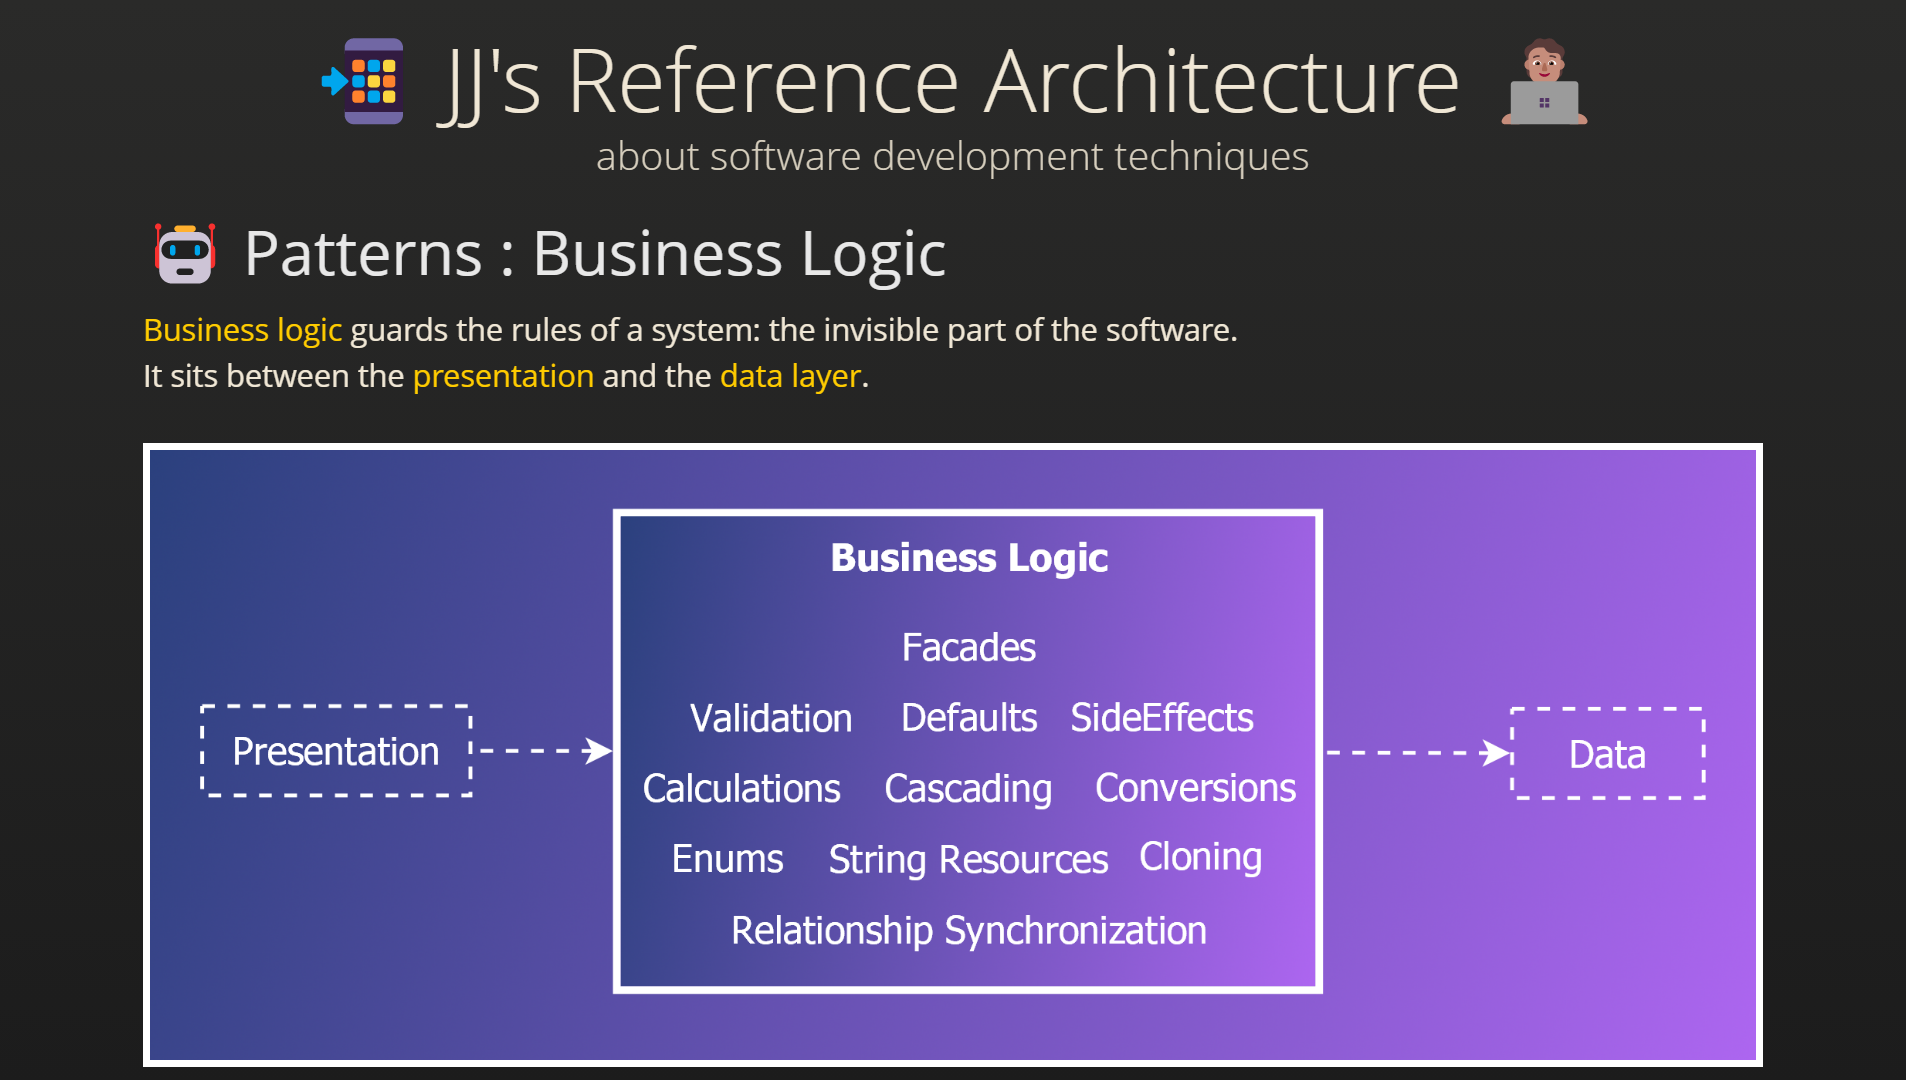 JJ's Reference Architecture
about software development techniques
Patterns : Business Logic
Business logic guards the rules of a system: the invisible part of the software.
It sits between the presentation and the data layer.
Business Logic
Facades
Validation Defaults SideEffects
Calculations Cascading Conversions
Enums String Resources Cloning
Relationship Synchronization
Presentation
Data